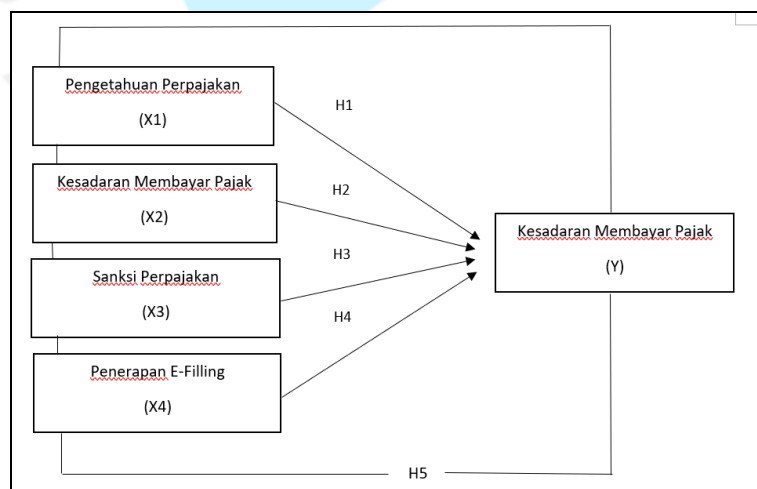 Pengetahuan Perpajakan
(X1)
H1
Kesadaran Membayar Pajak
(X2)
H2
Kesadaran Membayar Pajak
(Y)
H3
Sanksi Perpajakan
(X3)
H4
Penerapan E-Filling
(X4)
H5